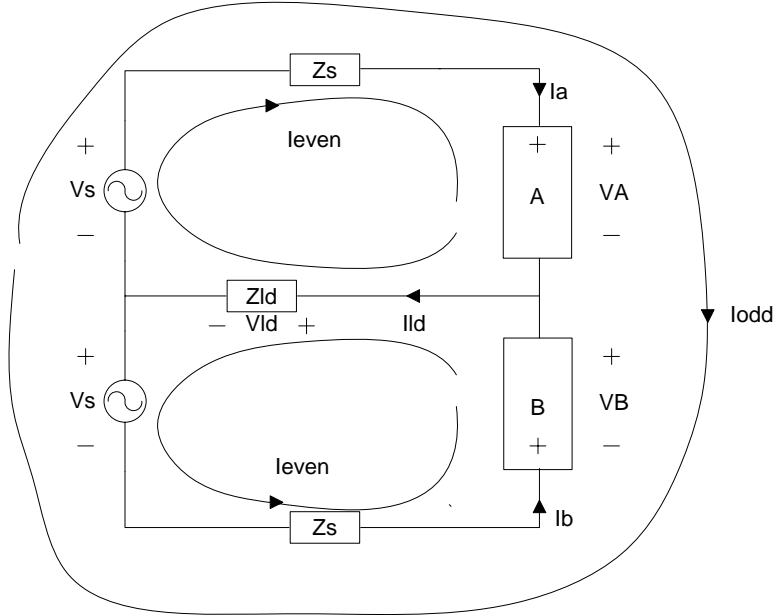 Zs
Ia
+
Ieven
+
+
Vs
A
VA
−
−
Zld
−
Vld
+
Ild
Iodd
+
+
Vs
B
VB
−
+
−
Ieven
Zs
Ib